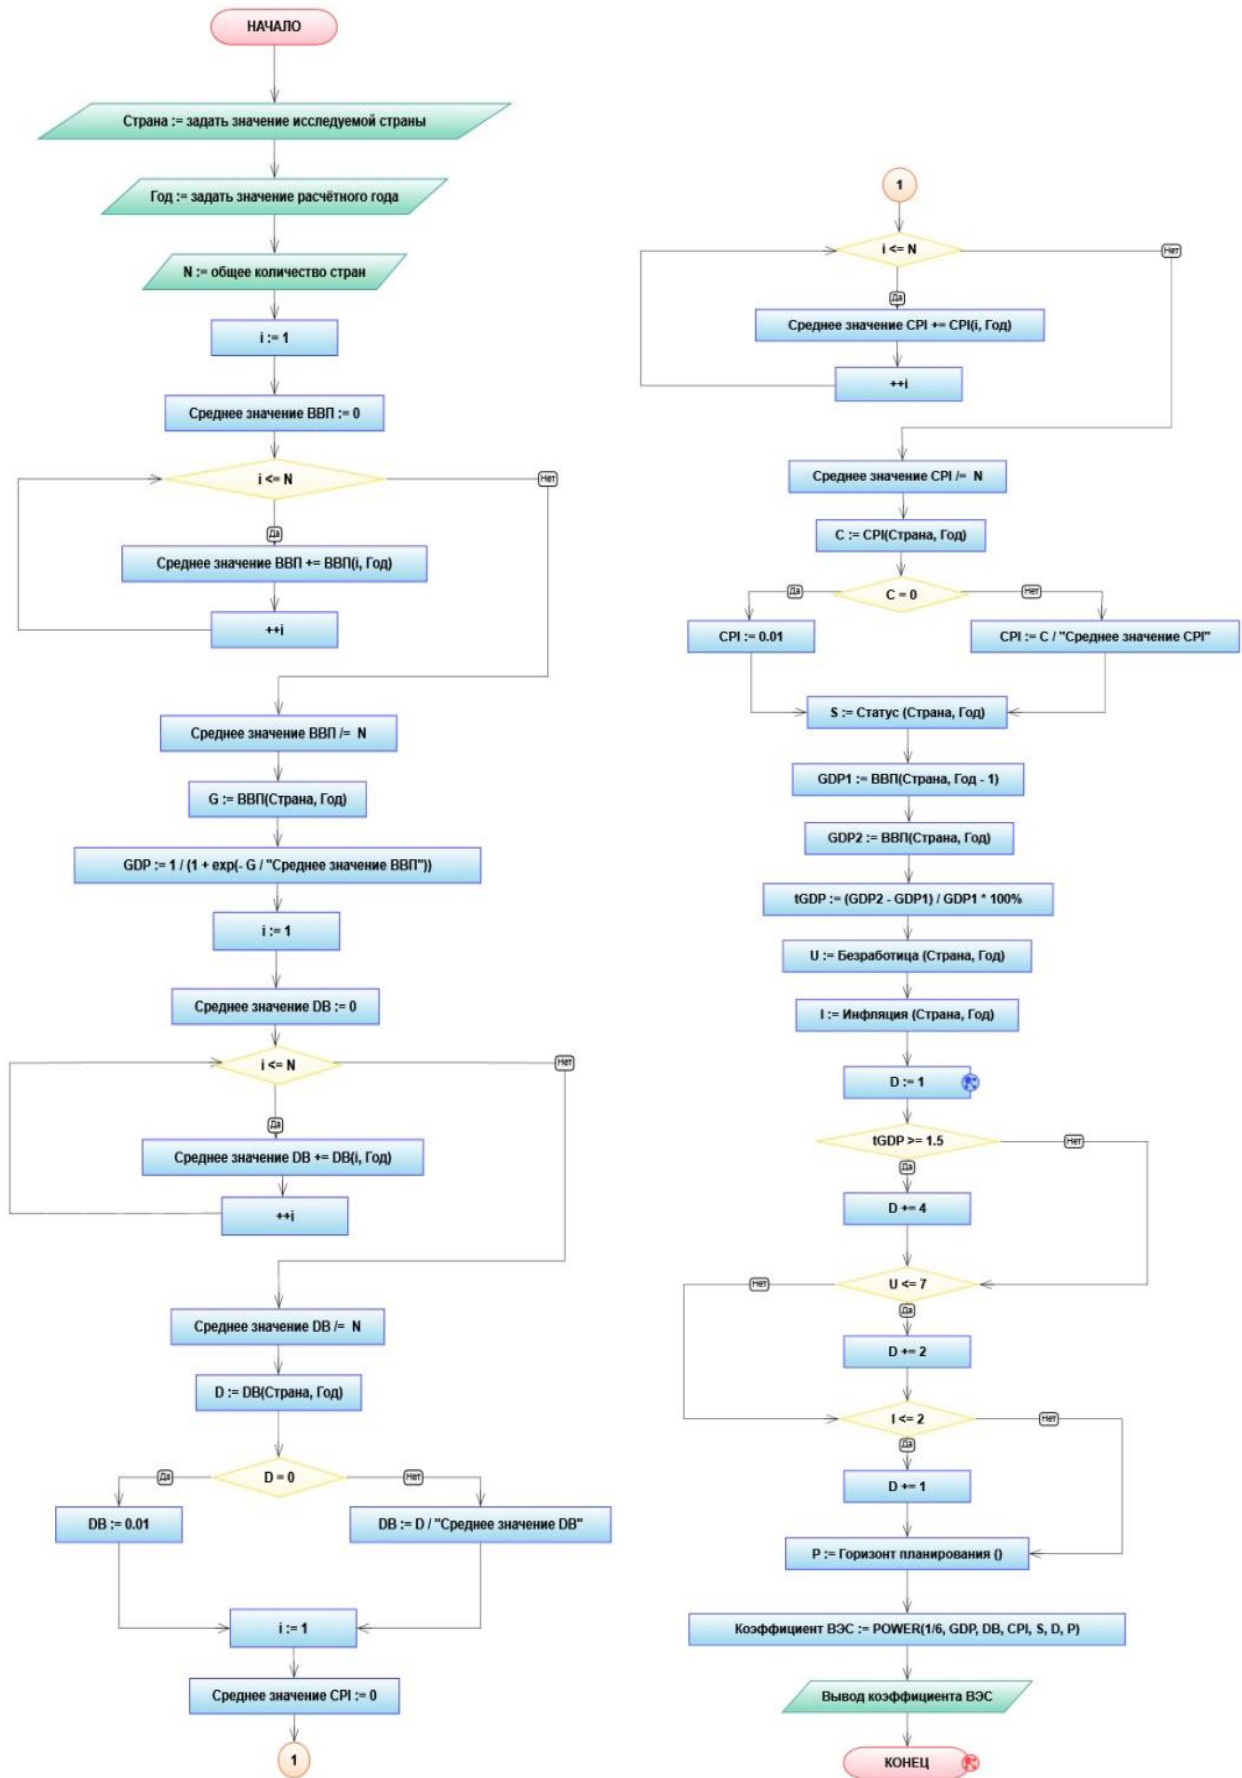 НАЧАЛО
Страна := задать значение исследуемой страны
Год := задать значение расчётного года
N := общее количество стран
i := 1
Среднее значение ВВП := 0
i <= N
Нет
Да
Среднее значение ВВП += ВВП(i, Год)
++i
Среднее значение ВВП /= N
G := ВВП(Страна, Год)
GDP := 1 / (1 + exp(- G / "Среднее значение ВВП"))
i := 1
Среднее значение DB := 0
i <= N
Нет
Да
Среднее значение DB += DB(i, Год)
++i
Среднее значение DB /= N
D := DB(Страна, Год)
Да
D = 0
Нет
DB := 0.01
DB := D / "Среднее значение DB"
i := 1
Среднее значение CPI := 0
1
1
i <= N
Нет
Да
Среднее значение CPI += CPI(i, Год)
++i
Среднее значение CPI /= N
C := CPI(Страна, Год)
Да
C = 0
Нет
CPI := 0.01
CPI := C / "Среднее значение CPI"
S := Статус (Страна, Год)
GDP1 := ВВП(Страна, Год - 1)
GDP2 := ВВП(Страна, Год)
tGDP := (GDP2 - GDP1) / GDP1 * 100%
U := Безработица (Страна, Год)
I := Инфляция (Страна, Год)
D := 1
tGDP >= 1.5
Нет
Да
D += 4
Нет
U <= 7
Да
D += 2
I <= 2
Нет
Да
D += 1
P := Горизонт планирования ()
Коэффициент ВЭС := POWER(1/6, GDP, DB, CPI, S, D, P)
Вывод коэффициента ВЭС
КОНЕЦ